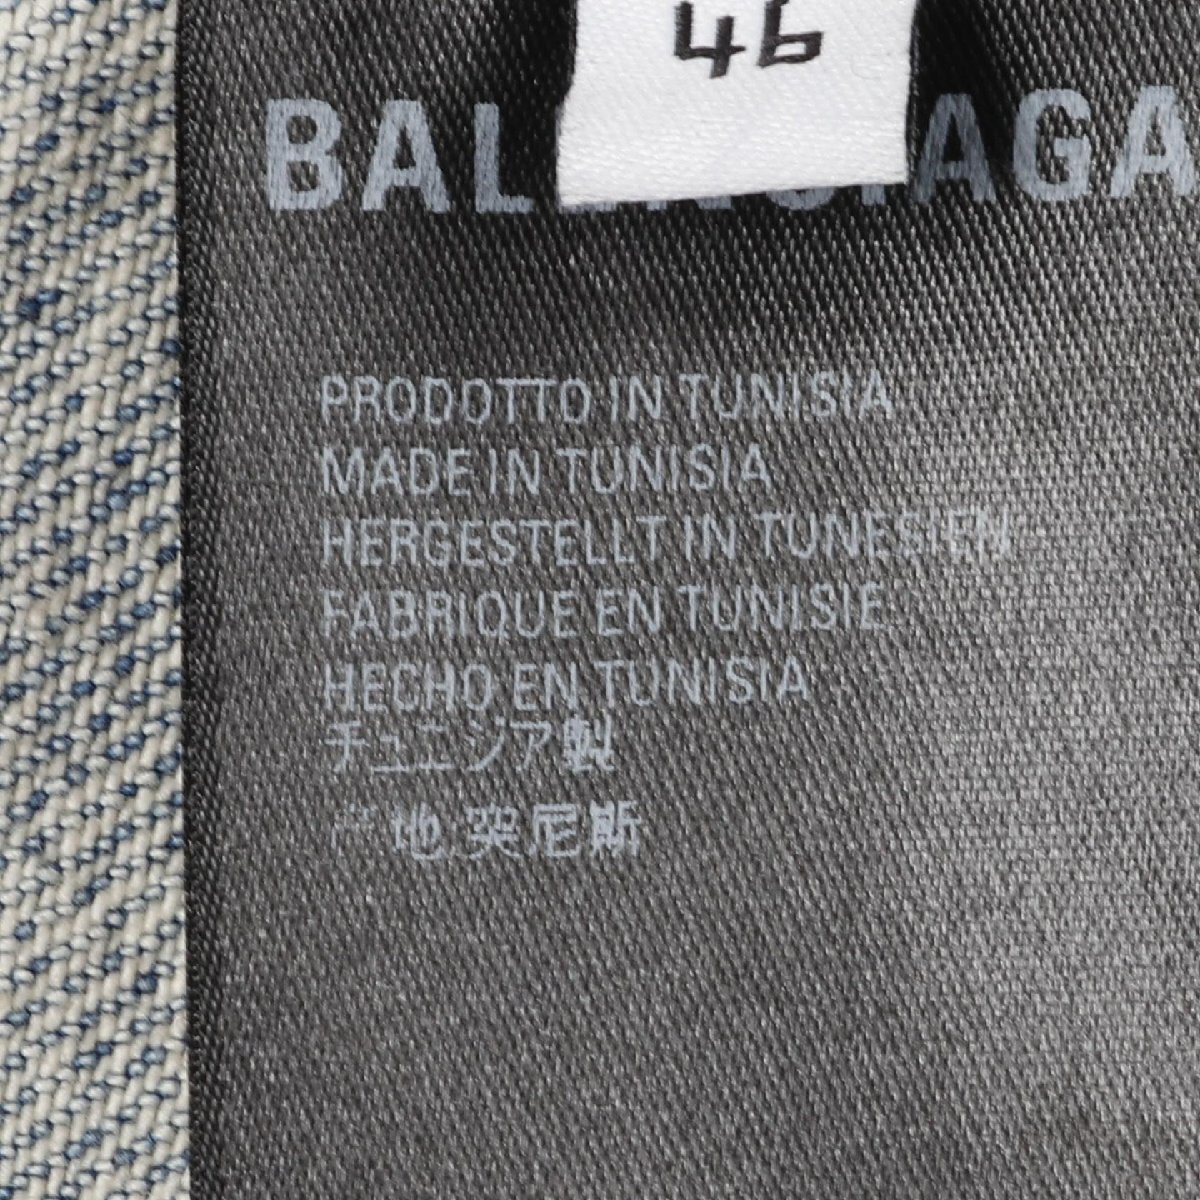 46
BALENCIAGA
PRODOTTO IN TUNISIA
MADE IN TUNISIA
HERGESTELLT IN TUNESIEN
FABRIQUE EN TUNISIE
HECHO EN TUNISIA
チュニジア製
产地 突尼斯